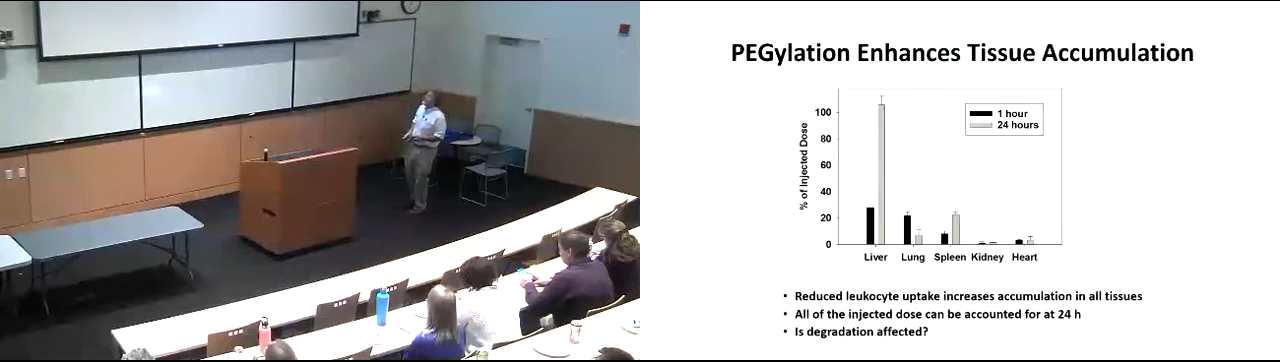 PEGylation Enhances Tissue Accumulation
% of Injected Dose
100
80
60
40
20
0
1 hour
24 hours
Liver Lung Spleen Kidney Heart
• Reduced leukocyte uptake increases accumulation in all tissues
• All of the injected dose can be accounted for at 24 h
• Is degradation affected?